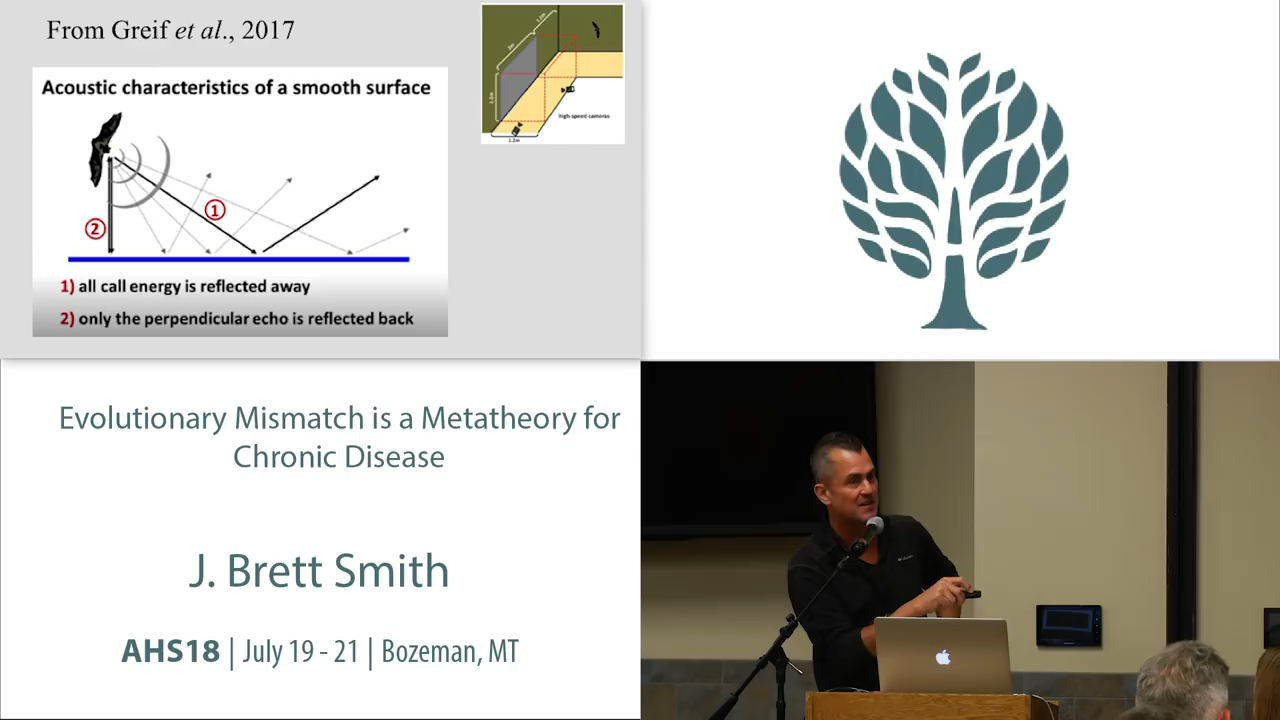 From Greif et al., 2017
Acoustic characteristics of a smooth surface
1
2
1) all call energy is reflected away
2) only the perpendicular echo is reflected back
high-speed cameras
1.2m
Evolutionary Mismatch is a Metatheory for
Chronic Disease
J. Brett Smith
AHS18 | July 19 - 21 | Bozeman, MT